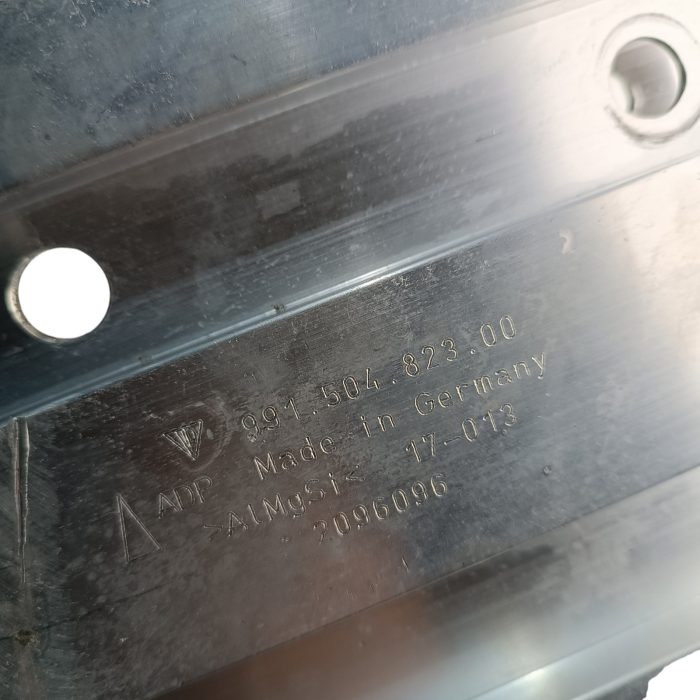 991.504.823.00
Made in Germany
ADP >AlMgSi< 17-013
2096096